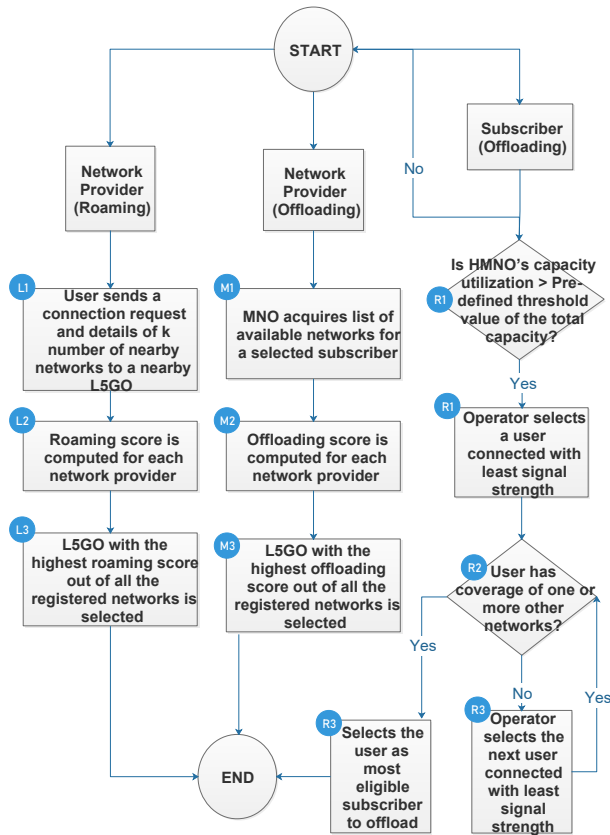 START
Network
Provider
(Roaming)
Network
Provider
(Offloading)
Subscriber
(Offloading)
No
L1
User sends a
connection request
and details of k
number of nearby
networks to a nearby
L5GO
M1
MNO acquires list of
available networks for
a selected subscriber
R1
Is HMNO's capacity
utilization > Pre-
defined threshold
value of the total
capacity?
Yes
L2
Roaming score is
computed for each
network provider
M2
Offloading score is
computed for each
network provider
R1
Operator selects
a user
connected with
least signal
strength
L3
L5GO with the
highest roaming score
out of all the
registered networks is
selected
M3
L5GO with the
highest offloading
score out of all the
registered networks is
selected
R2
User has
coverage of one or
more other
networks?
Yes
No
Yes
END
R3
Selects the
user as
most
eligible
subscriber
to offload
R3
Operator
selects the
next user
connected
with least
signal
strength